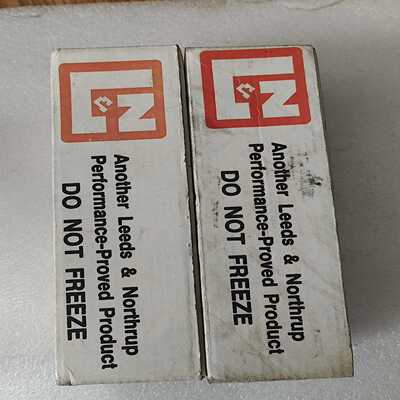 L&N
Another Leeds & Northrup
Performance-Proved Product
DO NOT FREEZE
L&N
Another Leeds & Northrup
Performance-Proved Product
DO NOT FREEZE